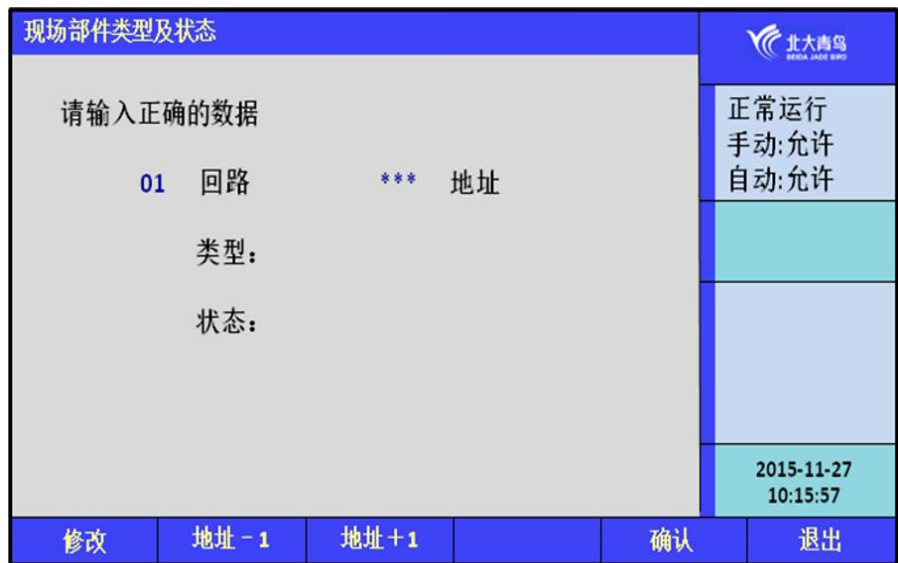 现场部件类型及状态
北大青鸟
BEIDA JADE BIRD
请输入正确的数据
01 回路 *** 地址
类型：
状态：
正常运行
手动:允许
自动:允许
2015-11-27
10:15:57
修改 地址－1 地址＋1 确认 退出